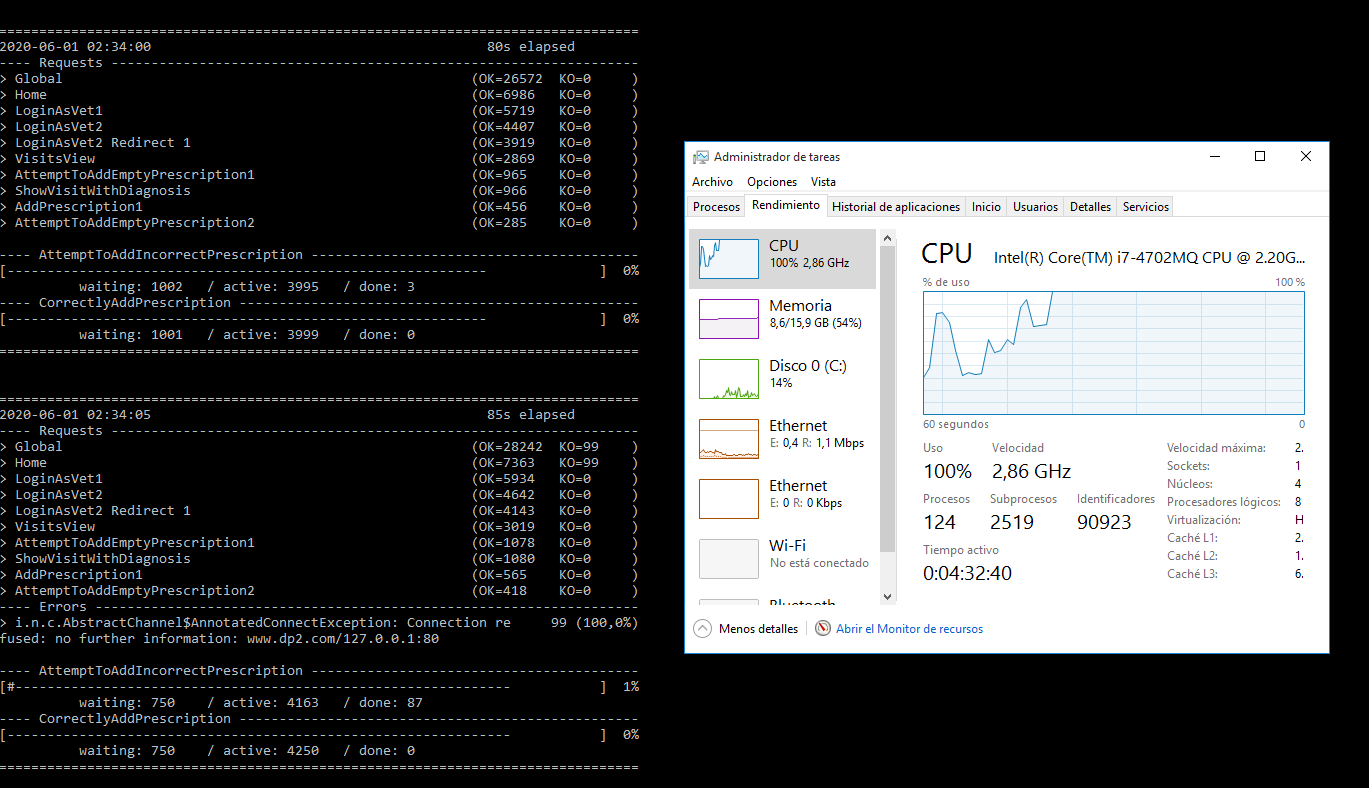 ================================================================================
2020-06-01 02:34:00                                          80s elapsed
---- Requests ------------------------------------------------------------------
> Global                                                   (OK=26572  KO=0     )
> Home                                                     (OK=6986   KO=0     )
> LoginAsVet1                                              (OK=5719   KO=0     )
> LoginAsVet2                                              (OK=4407   KO=0     )
> LoginAsVet2 Redirect 1                                   (OK=3919   KO=0     )
> VisitsView                                               (OK=2869   KO=0     )
> AttemptToAddEmptyPrescription1                           (OK=965    KO=0     )
> ShowVisitWithDiagnosis                                   (OK=966    KO=0     )
> AddPrescription1                                         (OK=456    KO=0     )
> AttemptToAddEmptyPrescription2                           (OK=285    KO=0     )
---- AttemptToAddIncorrectPrescription -----------------------------------------
[--------------------------------------------------------------------------]  0%
          waiting: 1002   / active: 3995   / done: 3
---- CorrectlyAddPrescription --------------------------------------------------
[------------------------------------------------------------              ]  0%
          waiting: 1001   / active: 3999   / done: 0
================================================================================
================================================================================
2020-06-01 02:34:05                                          85s elapsed
---- Requests ------------------------------------------------------------------
> Global                                                   (OK=28242  KO=99    )
> Home                                                     (OK=7363   KO=99    )
> LoginAsVet1                                              (OK=5934   KO=0     )
> LoginAsVet2                                              (OK=4642   KO=0     )
> LoginAsVet2 Redirect 1                                   (OK=4143   KO=0     )
> VisitsView                                               (OK=3019   KO=0     )
> AttemptToAddEmptyPrescription1                           (OK=1078   KO=0     )
> ShowVisitWithDiagnosis                                   (OK=1080   KO=0     )
> AddPrescription1                                         (OK=565    KO=0     )
> AttemptToAddEmptyPrescription2                           (OK=418    KO=0     )
---- Errors --------------------------------------------------------------------
> i.n.c.AbstractChannel$AnnotatedConnectException: Connection re     99 (100,0%)
fused: no further information: www.dp2.com/127.0.0.1:80
---- AttemptToAddIncorrectPrescription -----------------------------------------
[#--------------------------------------------------------------           ]  1%
          waiting: 750    / active: 4163   / done: 87
---- CorrectlyAddPrescription --------------------------------------------------
[---------------------------------------------------------------           ]  0%
          waiting: 750    / active: 4250   / done: 0
================================================================================
Administrador de tareas
Archivo Opciones Vista
Procesos Rendimiento Historial de aplicaciones Inicio Usuarios Detalles Servicios
CPU
100% 2,86 GHz
Memoria
8,6/15,9 GB (54%)
Disco 0 (C:)
14%
Ethernet
E: 0,4 R: 1,1 Mbps
Ethernet
E: 0 R: 0 Kbps
Wi-Fi
No está conectado
Bluetooth
CPU Intel(R) Core(TM) i7-4702MQ CPU @ 2.20G...
% de uso 100 %
60 segundos 0
Uso Velocidad
100% 2,86 GHz
Procesos Subprocesos Identificadores
124 2519 90923
Tiempo activo
0:04:32:40
Velocidad máxima: 2.
Sockets: 1
Núcleos: 4
Procesadores lógicos: 8
Virtualización: H
Caché L1: 2.
Caché L2: 1.
Caché L3: 6.
Menos detalles Abrir el Monitor de recursos